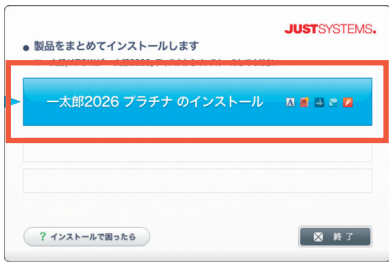 JUSTSYSTEMS.
● 製品をまとめてインストールします
一太郎2026 プラチナ のインストール
? インストールで困ったら
終了